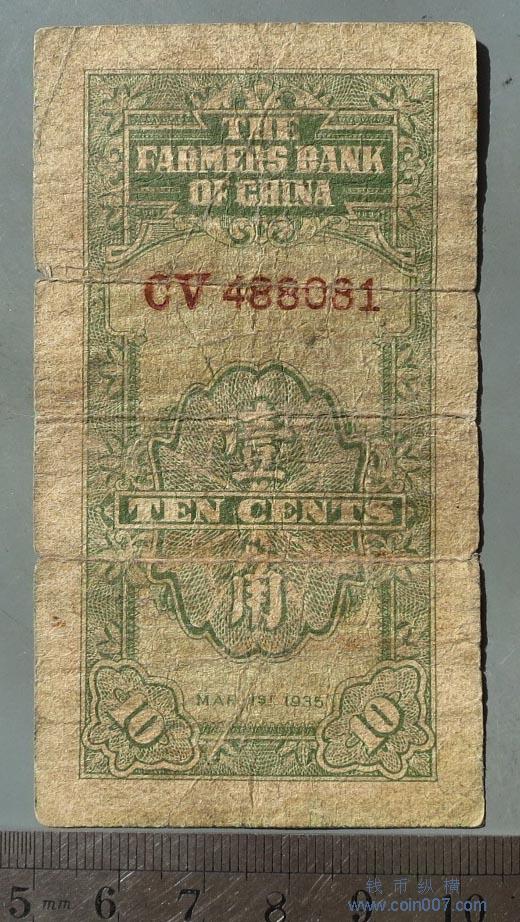 THE
FARMERS BANK
OF CHINA
CV 488081
壹
TEN CENTS
角
MAR. 1ST 1935
10 10
5 mm 6 7 8 9 10
钱币纵横
www.coin007.com